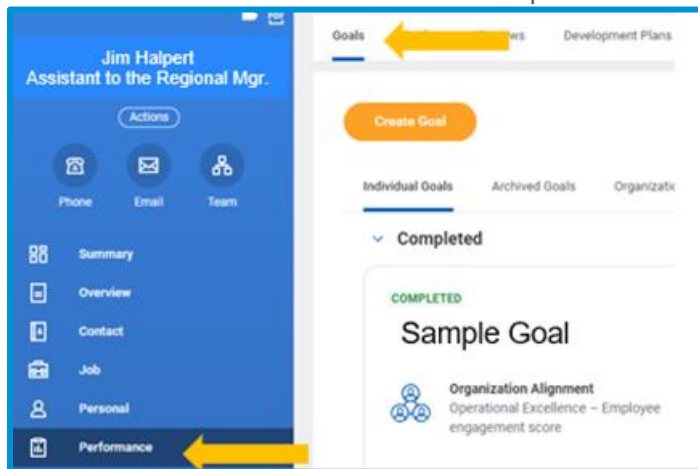 Jim Halpert
Assistant to the Regional Mgr.
Actions
Phone Email Team
Summary
Overview
Contact
Job
Personal
Performance
Goals Development Plans
Create Goal
Individual Goals Archived Goals
Completed
COMPLETED
Sample Goal
Organization Alignment
Operational Excellence – Employee
engagement score